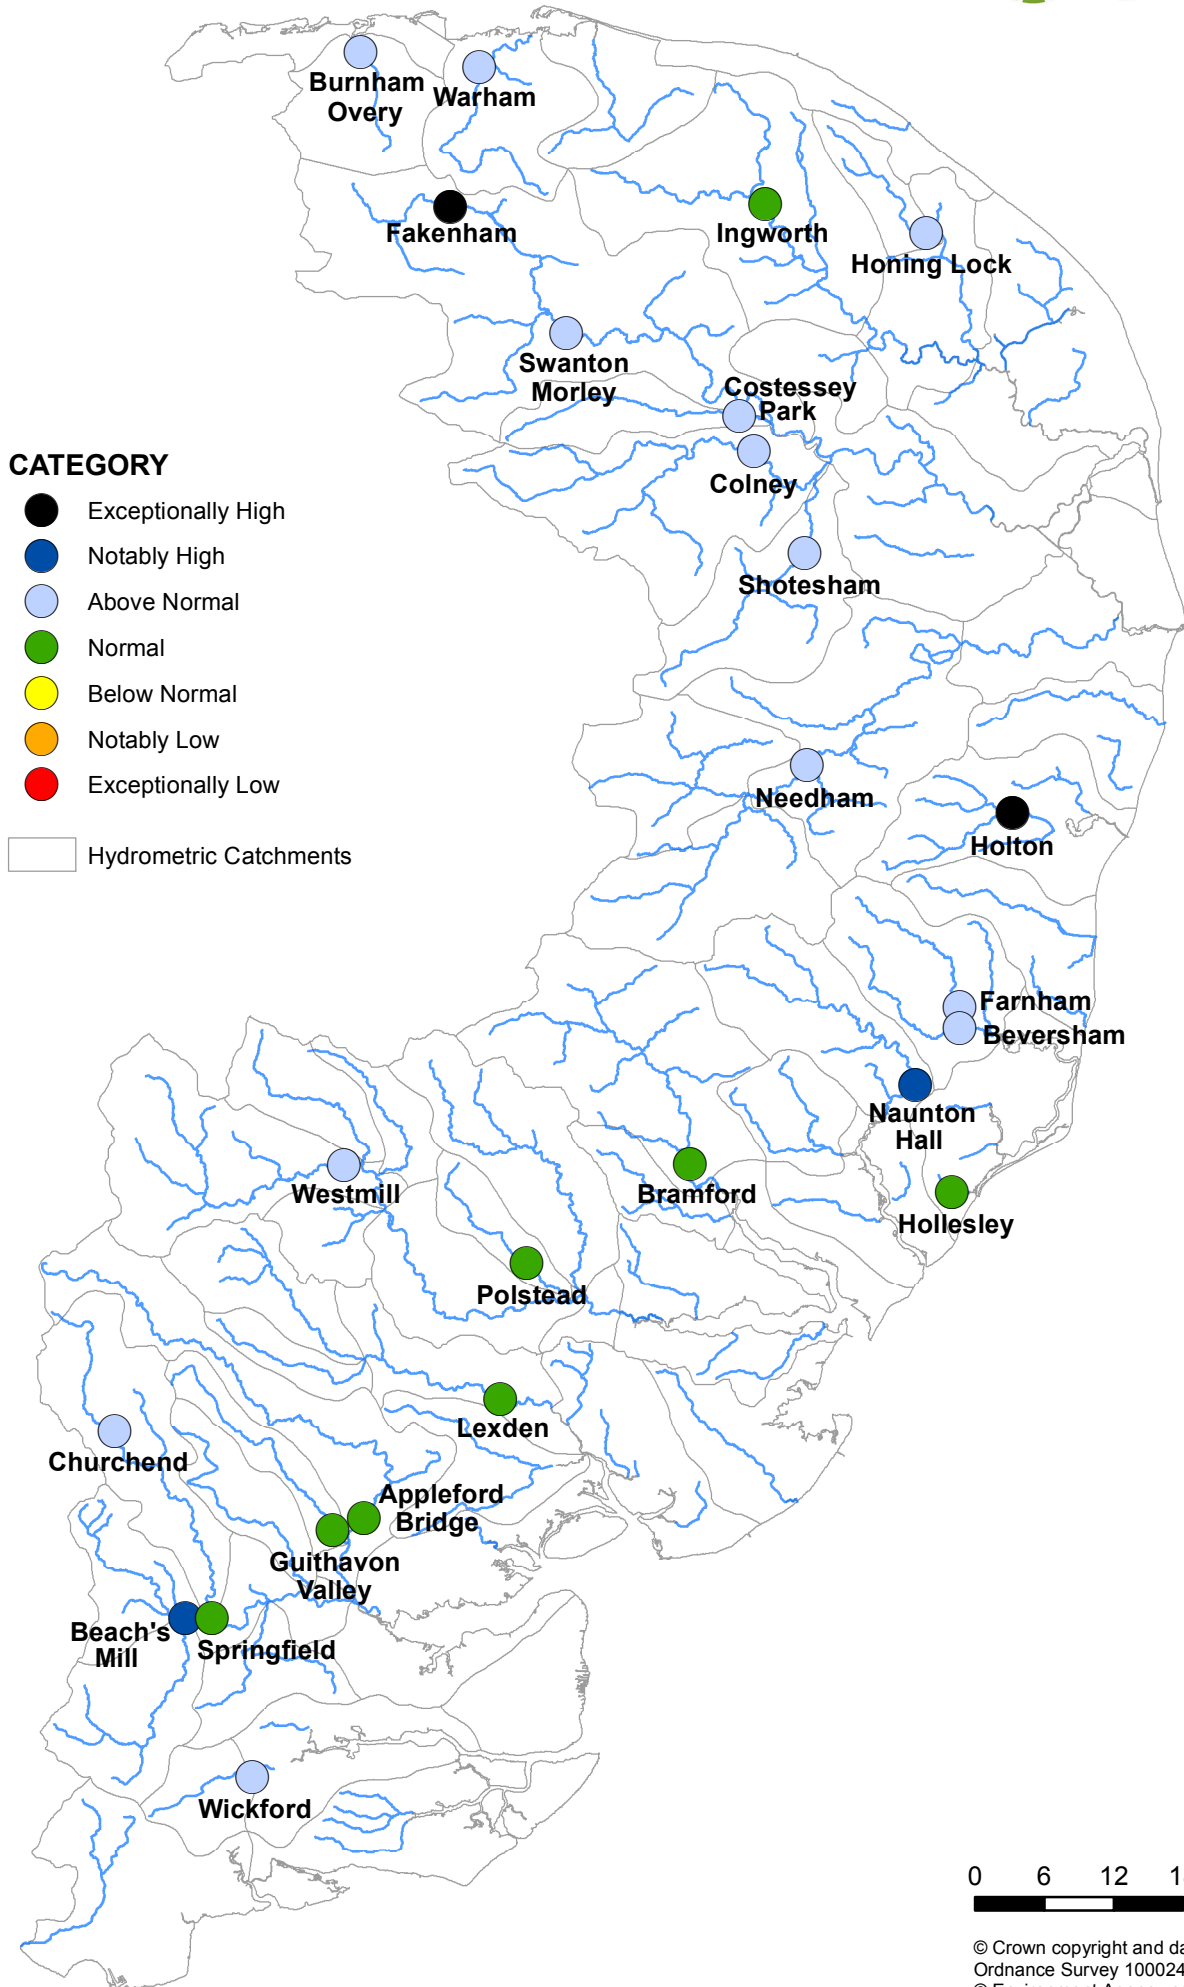 Burnham
Overy
Warham
Fakenham
Ingworth
Honing Lock
Swanton
Morley
Costessey
Park
Colney
Shotesham
CATEGORY
Exceptionally High
Notably High
Above Normal
Normal
Below Normal
Notably Low
Exceptionally Low
Hydrometric Catchments
Needham
Holton
Farnham
Beversham
Naunton
Hall
Westmill
Bramford
Hollesley
Polstead
Lexden
Churchend
Appleford
Bridge
Guithavon
Valley
Beach's
Mill
Springfield
Wickford
0 6 12
© Crown copyright and
Ordnance Survey 100024